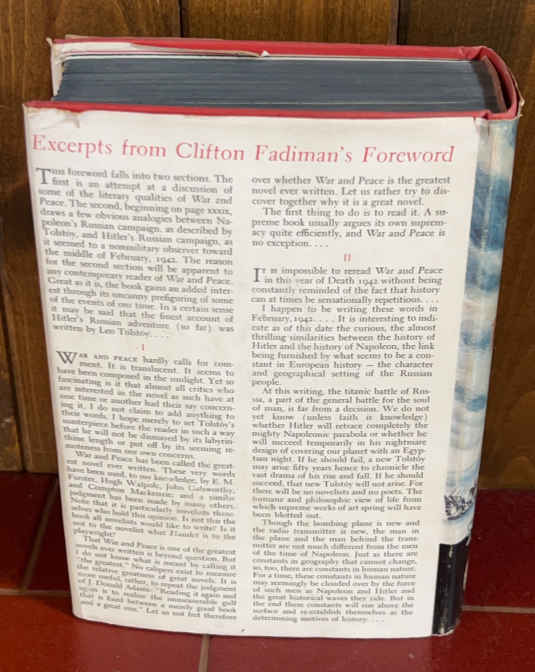 Excerpts from Clifton Fadiman's Foreword
THIS foreword falls into two sections. The
first is an attempt at a discussion of
some of the literary qualities of War and
Peace. The second, beginning on page xxxix,
draws a few obvious analogies between Na-
poleon's Russian campaign, as described by
Tolstoy, and Hitler's Russian campaign, as
it seemed to a nonmilitary observer toward
the middle of February, 1942. The reason
for the second section will be apparent to
any contemporary reader of War and Peace.
Great as it is, the book gains an added inter-
est through its uncanny prefiguring of some
of the events of our time. In a certain sense
it may be said that the finest account of
Hitler's Russian adventure (so far) was
written by Leo Tolstoy. . . .
I
WAR AND PEACE hardly calls for com-
ment. It is translucent. It seems to
have been composed in the sunlight. Yet so
fascinating is it that almost all critics who
are interested in the novel as such have at
one time or another had their say concern-
ing it. I do not claim to add anything to
these words. I hope merely to set Tolstoy's
masterpiece before the reader in such a way
that he will not be dismayed by its labyrin-
thine length or put off by its seeming re-
moteness from our own concerns.
War and Peace has been called the great-
est novel ever written. These very words
have been used, to my knowledge, by E. M.
Forster, Hugh Walpole, John Galsworthy,
and Compton Mackenzie; and a similar
judgment has been made by many others.
Note that it is particularly novelists them-
selves who hold this opinion. Is not this the
book all novelists would like to write? Is it
not to the novelist what Hamlet is to the
playwright?
That War and Peace is one of the greatest
novels ever written is beyond question. But
I do not know what is meant by calling it
"the greatest." No calipers exist to measure
the relative greatness of great novels. It is
more useful, rather, to repeat the judgment
of J. Donald Adams: "Reading it again and
again is to realize the immeasurable gulf
that is fixed between a merely good book
and a great one." Let us not fret therefore
over whether War and Peace is the greatest
novel ever written. Let us rather try to dis-
cover together why it is a great novel.
The first thing to do is to read it. A su-
preme book usually argues its own suprem-
acy quite efficiently, and War and Peace is
no exception. . . .
II
IT is impossible to reread War and Peace
in this year of Death 1942 without being
constantly reminded of the fact that history
can at times be sensationally repetitious. . . .
I happen to be writing these words in
February, 1942. . . . It is interesting to indi-
cate as of this date the curious, the almost
thrilling similarities between the history of
Hitler and the history of Napoleon, the link
being furnished by what seems to be a con-
stant in European history — the character
and geographical setting of the Russian
people.
At this writing, the titanic battle of Rus-
sia, a part of the general battle for the soul
of man, is far from a decision. We do not
yet know (unless faith is knowledge)
whether Hitler will retrace completely the
mighty Napoleonic parabola or whether he
will succeed temporarily in his nightmare
design of covering our planet with an Egyp-
tian night. If he should fail, a new Tolstoy
may arise fifty years hence to chronicle the
vast drama of his rise and fall. If he should
succeed, that new Tolstoy will not arise. For
there will be no novelists and no poets. The
humane and philosophic view of life from
which supreme works of art spring will have
been blotted out.
Though the bombing plane is new and
the radio transmitter is new, the man in
the plane and the man behind the trans-
mitter are not much different from the men
of the time of Napoleon. Just as there are
constants in geography that cannot change,
so, too, there are constants in human nature.
For a time, these constants in human nature
may seemingly be clouded over by the force
of such men as Napoleon and Hitler and
the great historical waves they ride. But in
the end these constants will rise above the
surface and re-establish themselves as the
determining motives of history. . . .